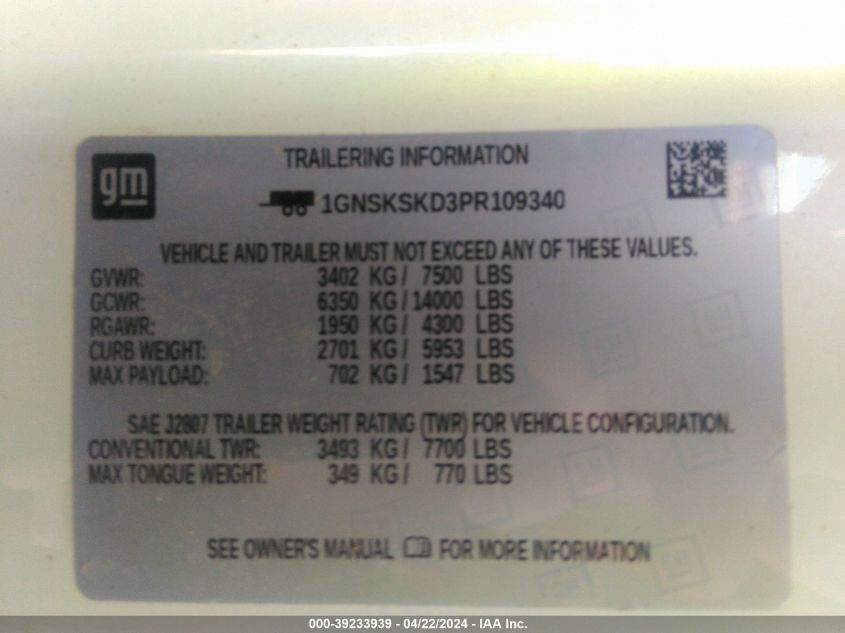 gm
TRAILERING INFORMATION
1GNSKSKD3PR109340
VEHICLE AND TRAILER MUST NOT EXCEED ANY OF THESE VALUES.
GVWR: 3402 KG / 7500 LBS
GCWR: 6350 KG / 14000 LBS
RGAWR: 1950 KG / 4300 LBS
CURB WEIGHT: 2701 KG / 5953 LBS
MAX PAYLOAD: 702 KG / 1547 LBS
SAE J2807 TRAILER WEIGHT RATING (TWR) FOR VEHICLE CONFIGURATION.
CONVENTIONAL TWR: 3493 KG / 7700 LBS
MAX TONGUE WEIGHT: 349 KG / 770 LBS
SEE OWNER'S MANUAL FOR MORE INFORMATION
000-39233939 - 04/22/2024 - IAA Inc.